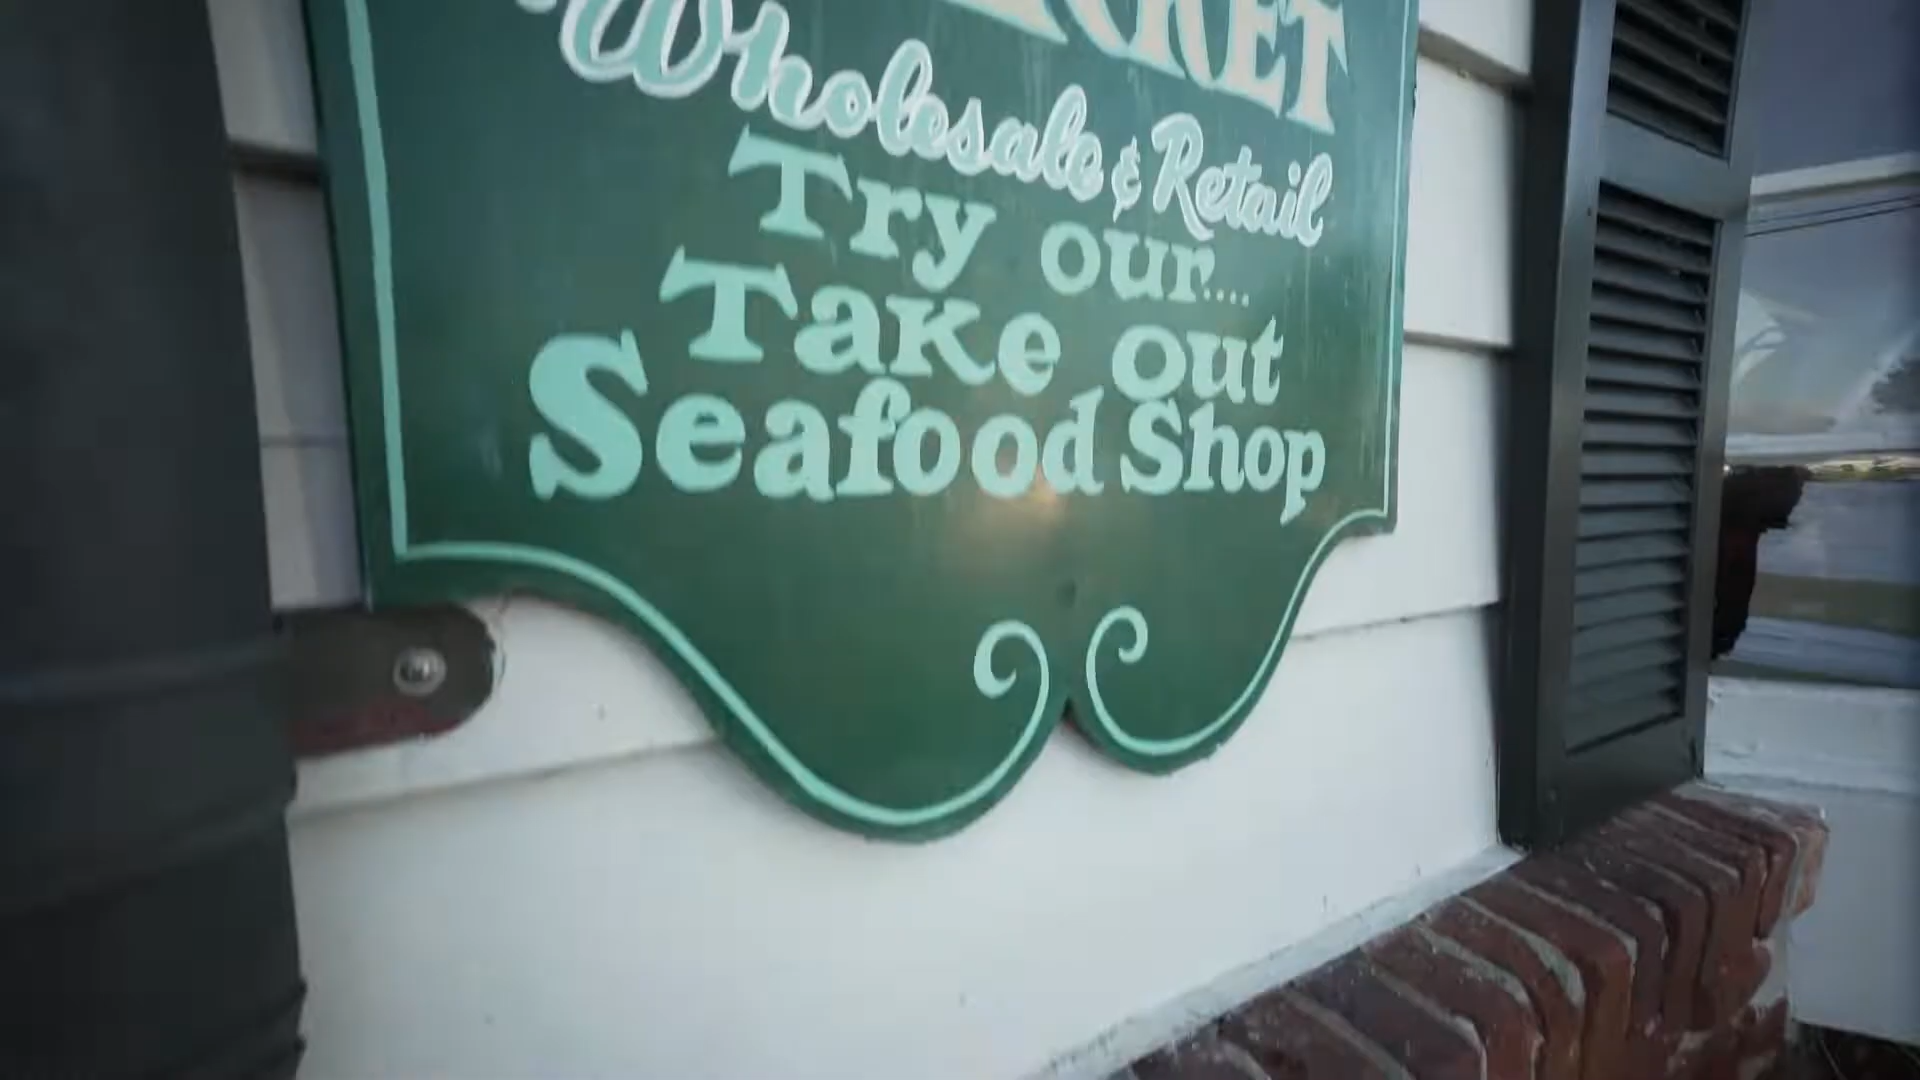 Wholesale & Retail
Try our....
Take out
Seafood Shop